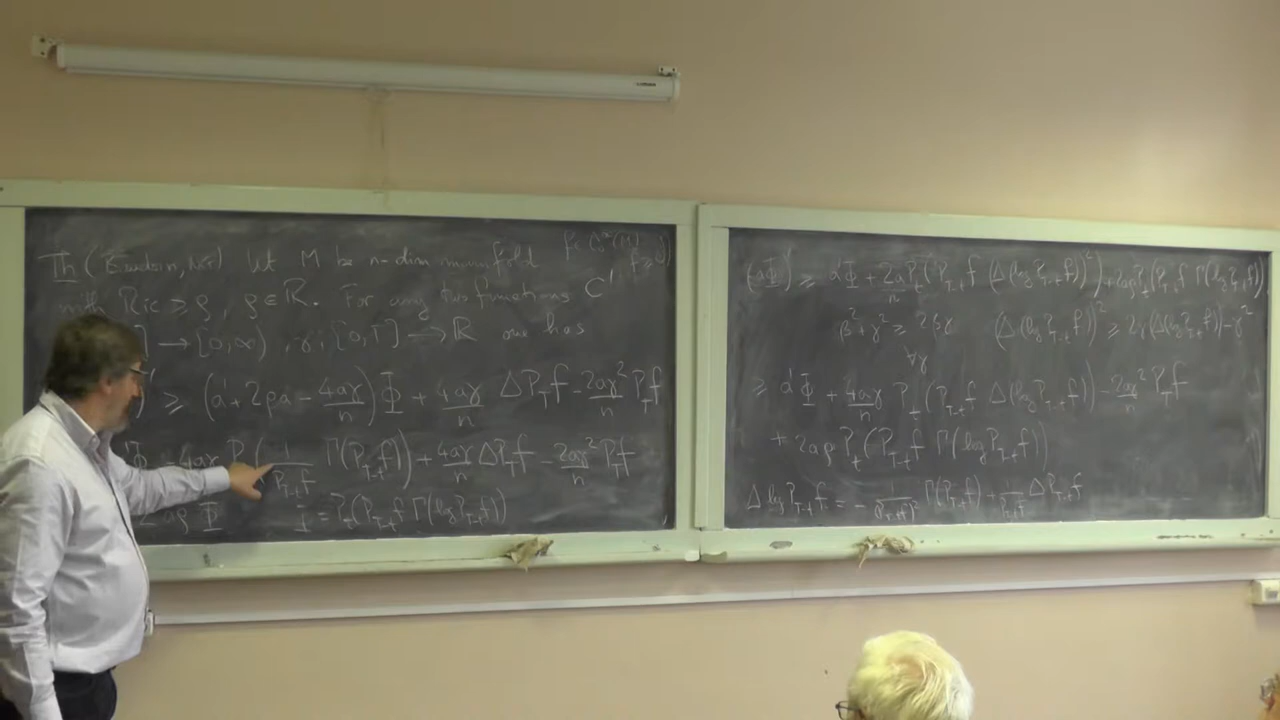 Th ( Let M be n-dim manifold f ∈ (M) f ≥ 0)
with Ric ≥ ρ, ρ ∈ ℝ. For any two functions C¹
] → [0,∞), γ: [0,T] → ℝ one has
)' ≥ (a' + 2ρa - 4aγ/n) Φ + 4aγ/n ΔP_T f - 2aγ²/n P_T f
Φ 4aγ P_t( 1/P_{T-t}f Γ(P_{T-t}f)) + 4aγ/n ΔP_T f - 2aγ²/n P_T f
2aρ Φ Φ = P_t(P_{T-t}f Γ(log P_{T-t}f))
(aΦ)' ≥ a'Φ + 2a/n P_t(P_{T-t}f (Δ(log P_{T-t}f))²) + 2aρ P_t(P_{T-t}f Γ(log P_{T-t}f))
β² + γ² ≥ 2βγ (Δ(log P_{T-t}f))² ≥ 2γ(Δ(log P_{T-t}f)) - γ²
∀γ
≥ a'Φ + 4aγ/n P_t(P_{T-t}f Δ(log P_{T-t}f)) - 2aγ²/n P_T f
+ 2aρ P_t(P_{T-t}f Γ(log P_{T-t}f))
Δ log P_{T-t}f = - 1/(P_{T-t}f)² Γ(P_{T-t}f) + 1/P_{T-t}f ΔP_{T-t}f